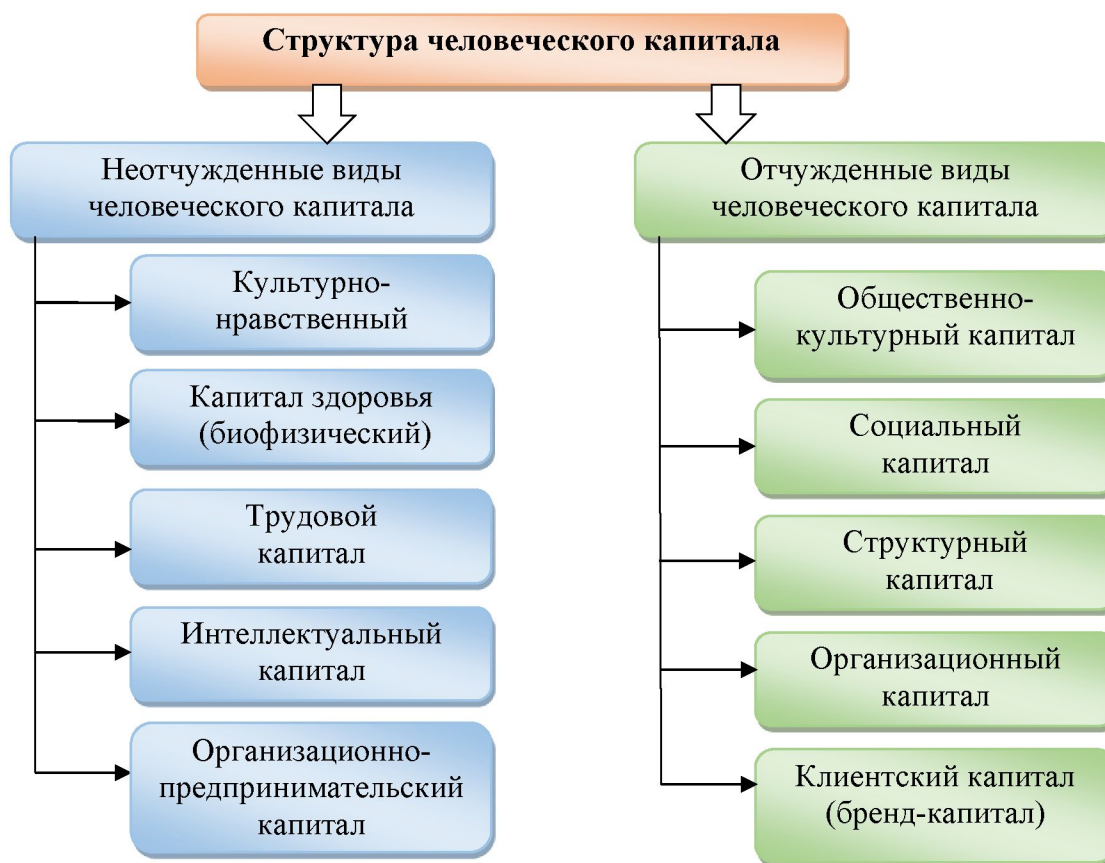 Структура человеческого капитала
Неотчужденные виды
человеческого капитала
Культурно-
нравственный
Капитал здоровья
(биофизический)
Трудовой
капитал
Интеллектуальный
капитал
Организационно-
предпринимательский
капитал
Отчужденные виды
человеческого капитала
Общественно-
культурный капитал
Социальный
капитал
Структурный
капитал
Организационный
капитал
Клиентский капитал
(бренд-капитал)